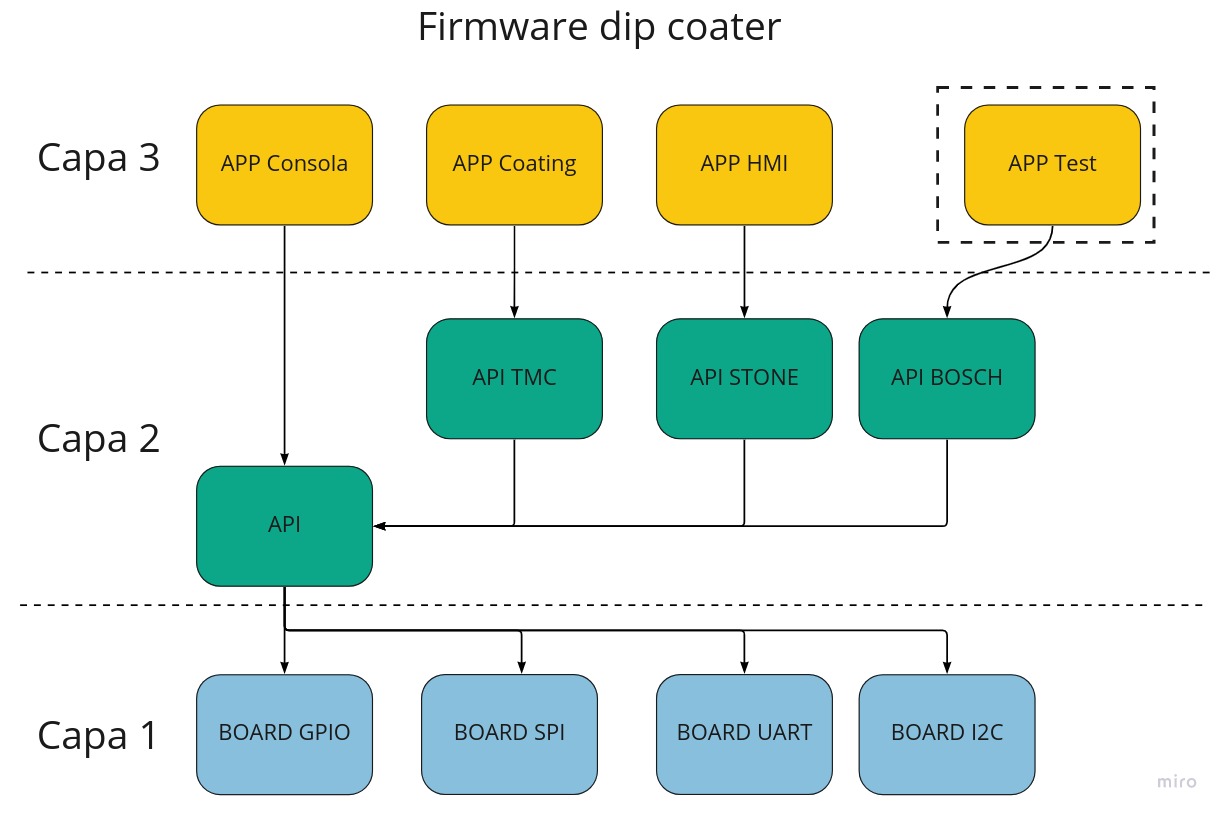 Firmware dip coater
Capa 3
APP Consola
APP Coating
APP HMI
APP Test
Capa 2
API TMC
API STONE
API BOSCH
API
Capa 1
BOARD GPIO
BOARD SPI
BOARD UART
BOARD I2C
miro